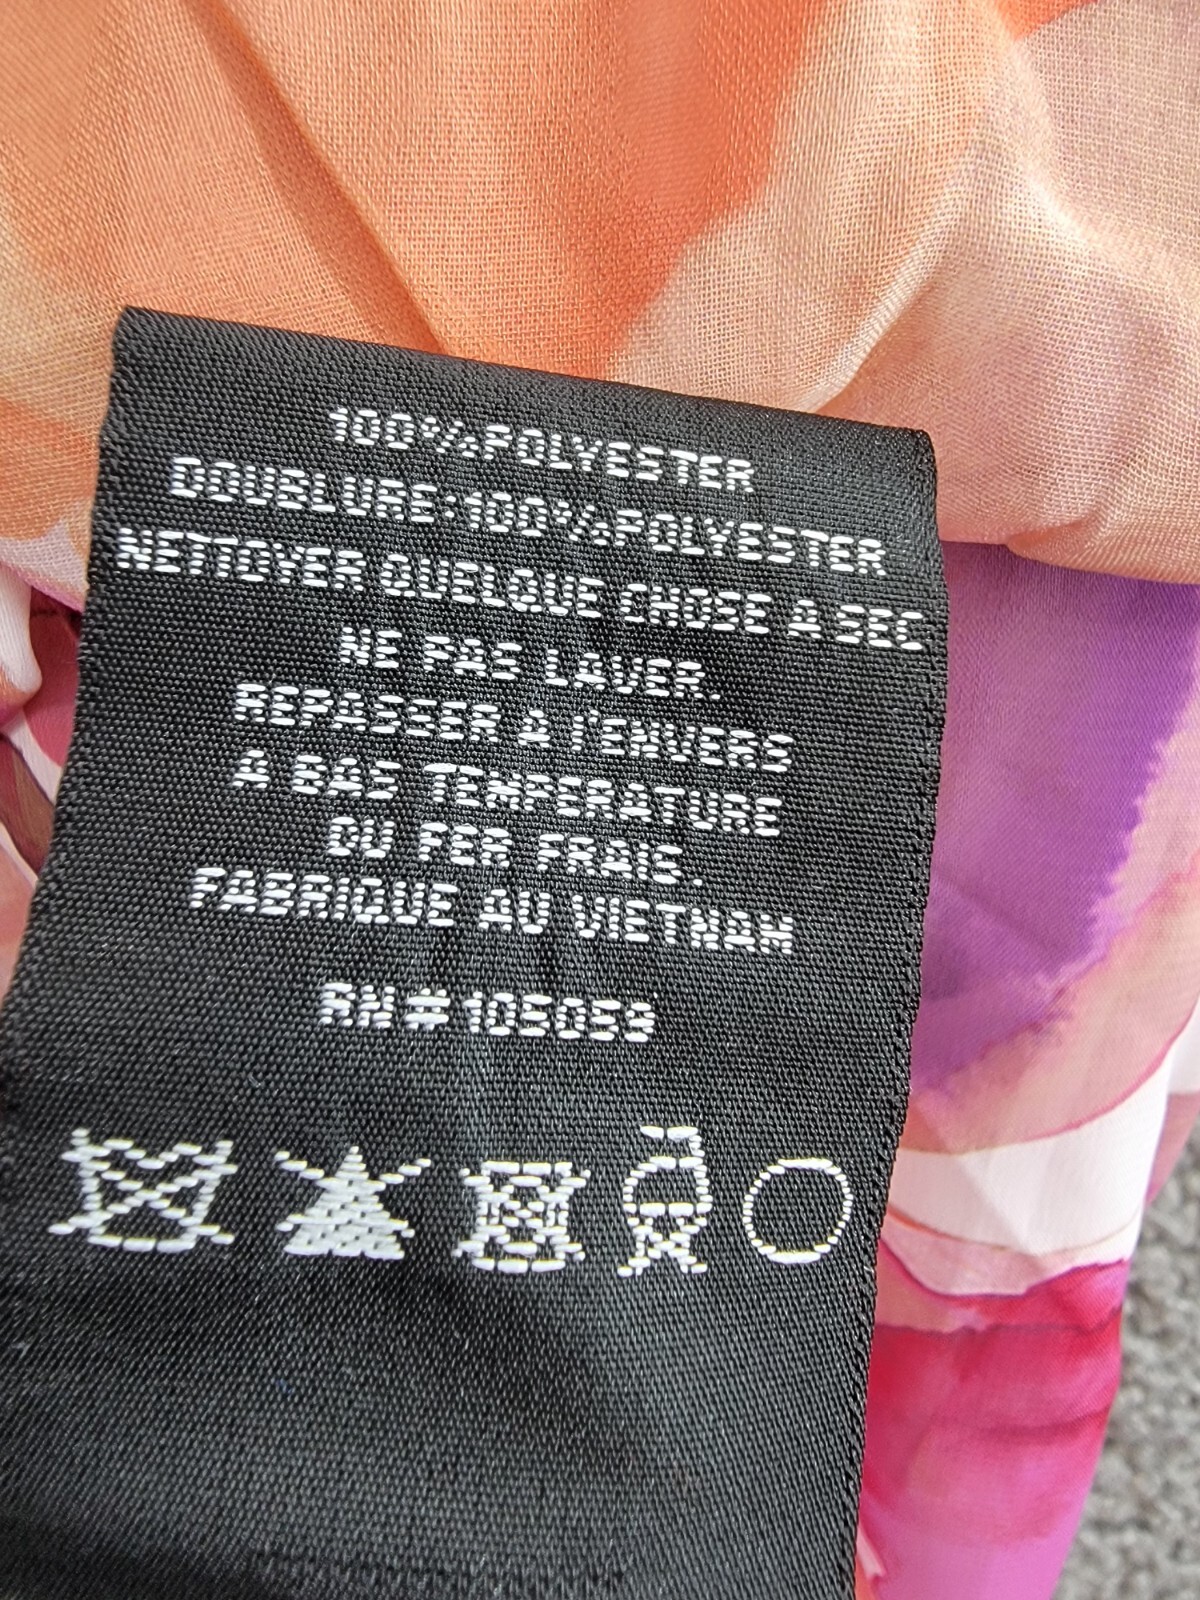 100%POLYESTER
DOUBLURE:100%POLYESTER
NETTOYER QUELQUE CHOSE A SEC
NE PAS LAVER.
REPASSER A l'ENVERS
A BAS TEMPERATURE
DU FER FRAIS.
FABRIQUE AU VIETNAM
RN#105059